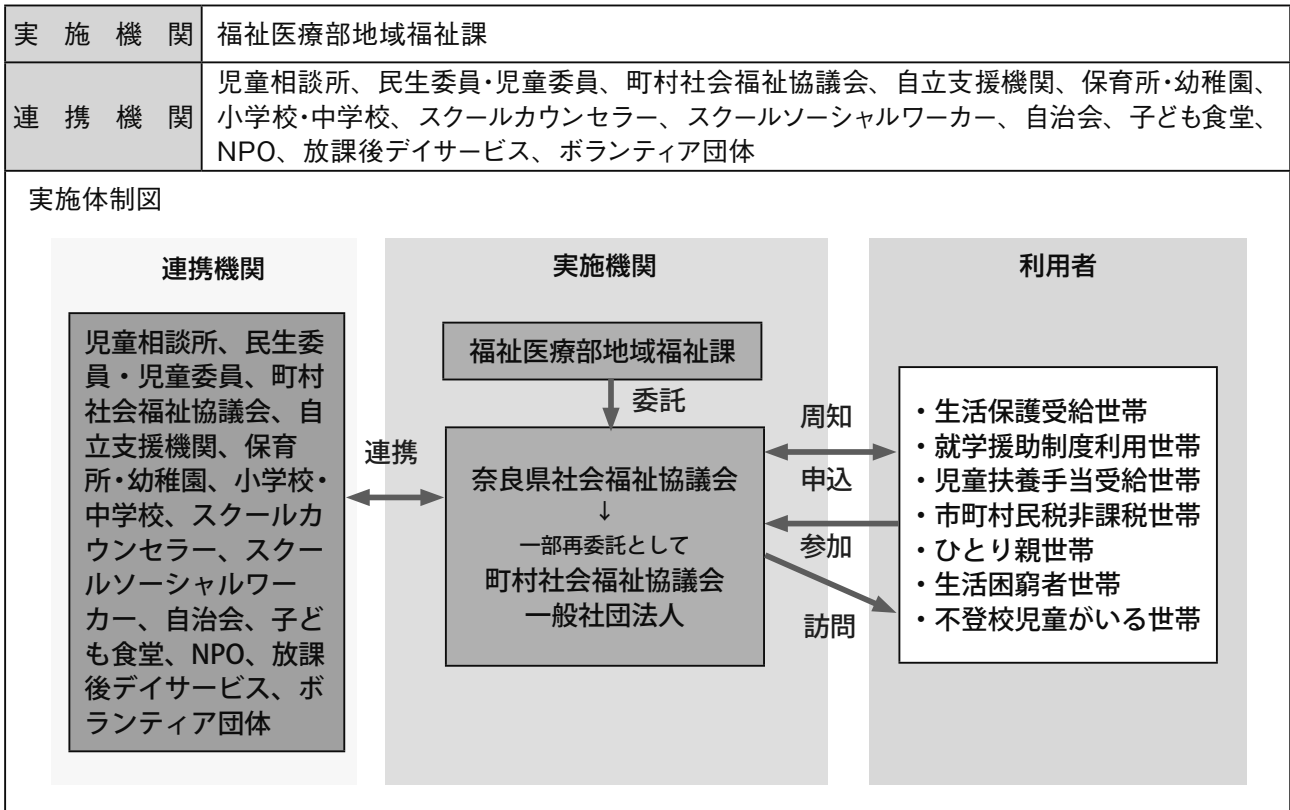 実施機関 福祉医療部地域福祉課
連携機関 児童相談所、民生委員・児童委員、町村社会福祉協議会、自立支援機関、保育所・幼稚園、
小学校・中学校、スクールカウンセラー、スクールソーシャルワーカー、自治会、子ども食堂、
NPO、放課後デイサービス、ボランティア団体
実施体制図
連携機関
児童相談所、民生委
員・児童委員、町村
社会福祉協議会、自
立支援機関、保育
所・幼稚園、小学校・
中学校、スクールカ
ウンセラー、スクー
ルソーシャルワー
カー、自治会、子ど
も食堂、NPO、放課
後デイサービス、ボ
ランティア団体
連携
実施機関
福祉医療部地域福祉課
委託
奈良県社会福祉協議会
↓
一部再委託として
町村社会福祉協議会
一般社団法人
周知
申込
参加
訪問
利用者
・生活保護受給世帯
・就学援助制度利用世帯
・児童扶養手当受給世帯
・市町村民税非課税世帯
・ひとり親世帯
・生活困窮者世帯
・不登校児童がいる世帯